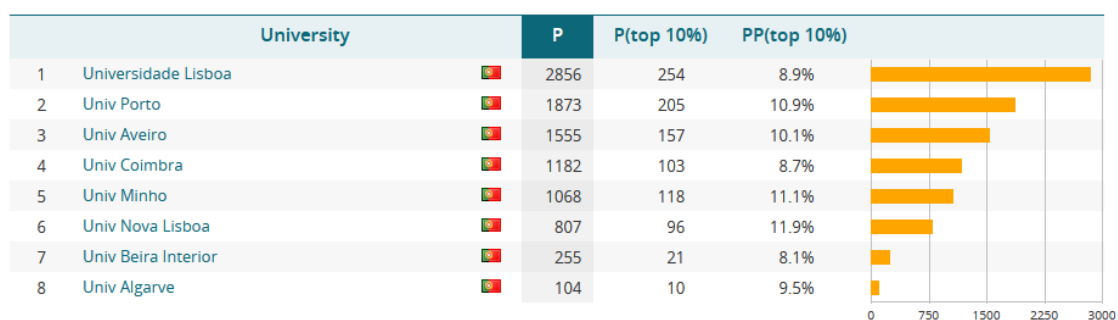 University P P(top 10%) PP(top 10%)
1 Universidade Lisboa 2856 254 8.9%
2 Univ Porto 1873 205 10.9%
3 Univ Aveiro 1555 157 10.1%
4 Univ Coimbra 1182 103 8.7%
5 Univ Minho 1068 118 11.1%
6 Univ Nova Lisboa 807 96 11.9%
7 Univ Beira Interior 255 21 8.1%
8 Univ Algarve 104 10 9.5%
0 750 1500 2250 3000